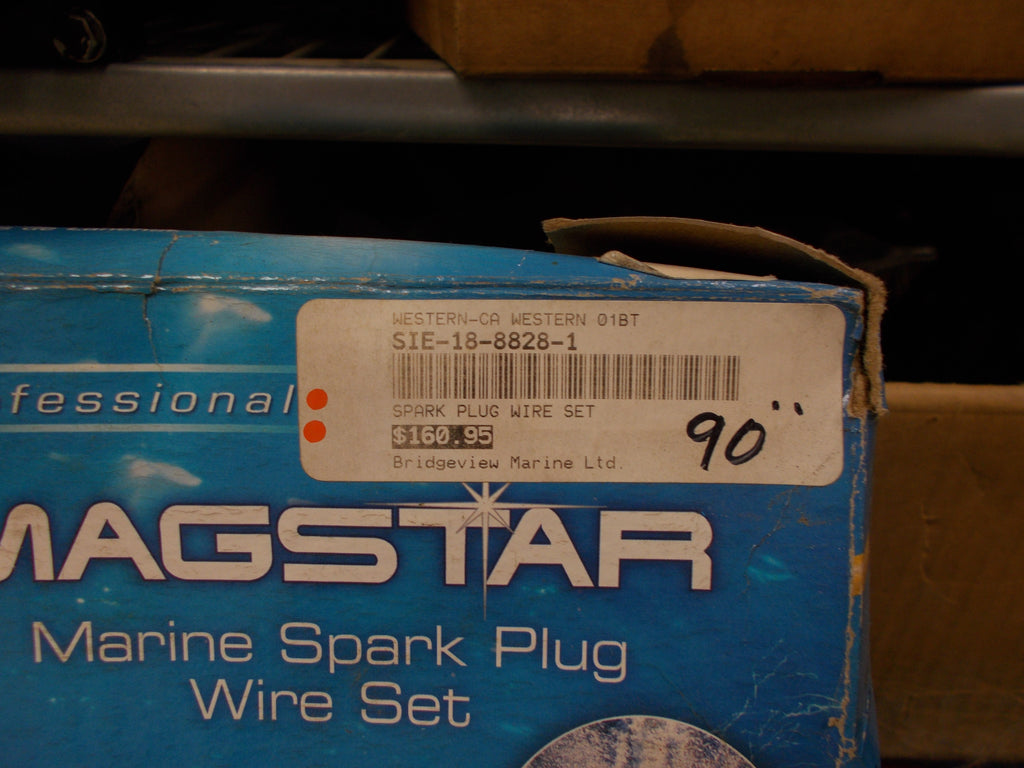 WESTERN-CA WESTERN 01BT
SIE-18-8828-1
SPARK PLUG WIRE SET
$160.95
90''
Bridgeview Marine Ltd.
fessional
MAGSTAR
Marine Spark Plug
Wire Set